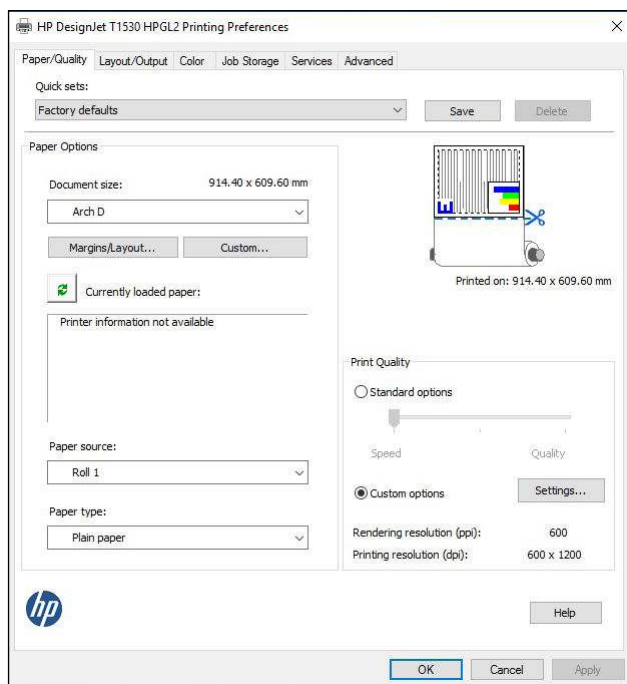 HP DesignJet T1530 HPGL2 Printing Preferences
Paper/Quality Layout/Output Color Job Storage Services Advanced
Quick sets:
Factory defaults
Save
Delete
Paper Options
Document size: 914.40 x 609.60 mm
Arch D
Margins/Layout...
Custom...
Currently loaded paper:
Printer information not available
Paper source:
Roll 1
Paper type:
Plain paper
E
Printed on: 914.40 x 609.60 mm
Print Quality
Standard options
Speed Quality
Custom options
Settings...
Rendering resolution (ppi): 600
Printing resolution (dpi): 600 x 1200
hp
Help
OK
Cancel
Apply